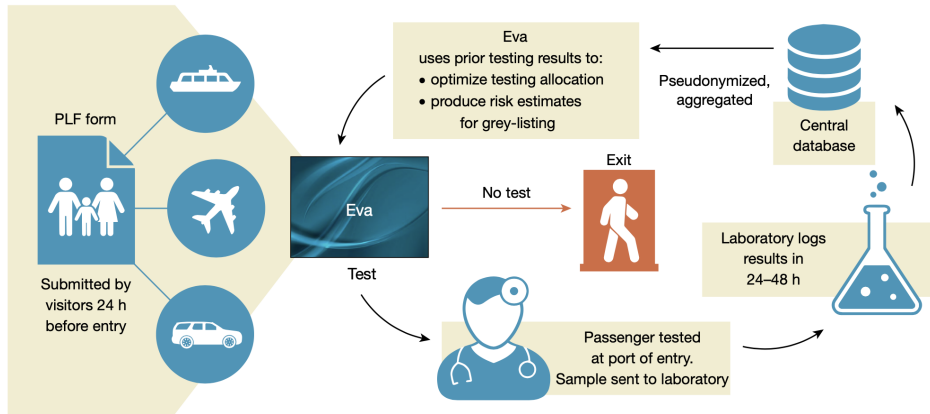 PLF form
Submitted by
visitors 24 h
before entry
Eva
uses prior testing results to:
• optimize testing allocation
• produce risk estimates
for grey-listing
Eva
No test
Exit
Test
Passenger tested
at port of entry.
Sample sent to laboratory
Laboratory logs
results in
24–48 h
Central
database
Pseudonymized,
aggregated